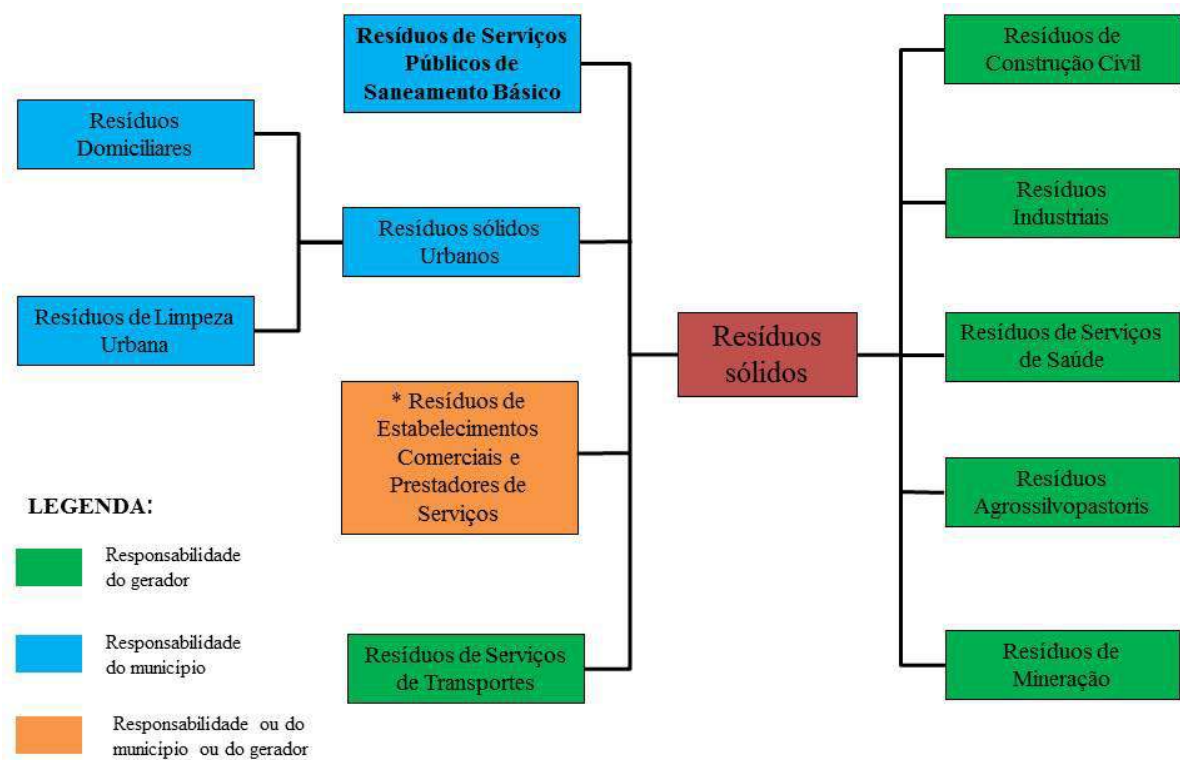 Resíduos de Serviços
Públicos de
Saneamento Básico
Resíduos
Domiciliares
Resíduos sólidos
Urbanos
Resíduos de Limpeza
Urbana
* Resíduos de
Estabelecimentos
Comerciais e
Prestadores de
Serviços
Resíduos de Serviços
de Transportes
Resíduos
sólidos
Resíduos de
Construção Civil
Resíduos
Industriais
Resíduos de Serviços
de Saúde
Resíduos
Agrossilvopastoris
Resíduos de
Mineração
LEGENDA:
Responsabilidade
do gerador
Responsabilidade
do município
Responsabilidade ou do
município ou do gerador